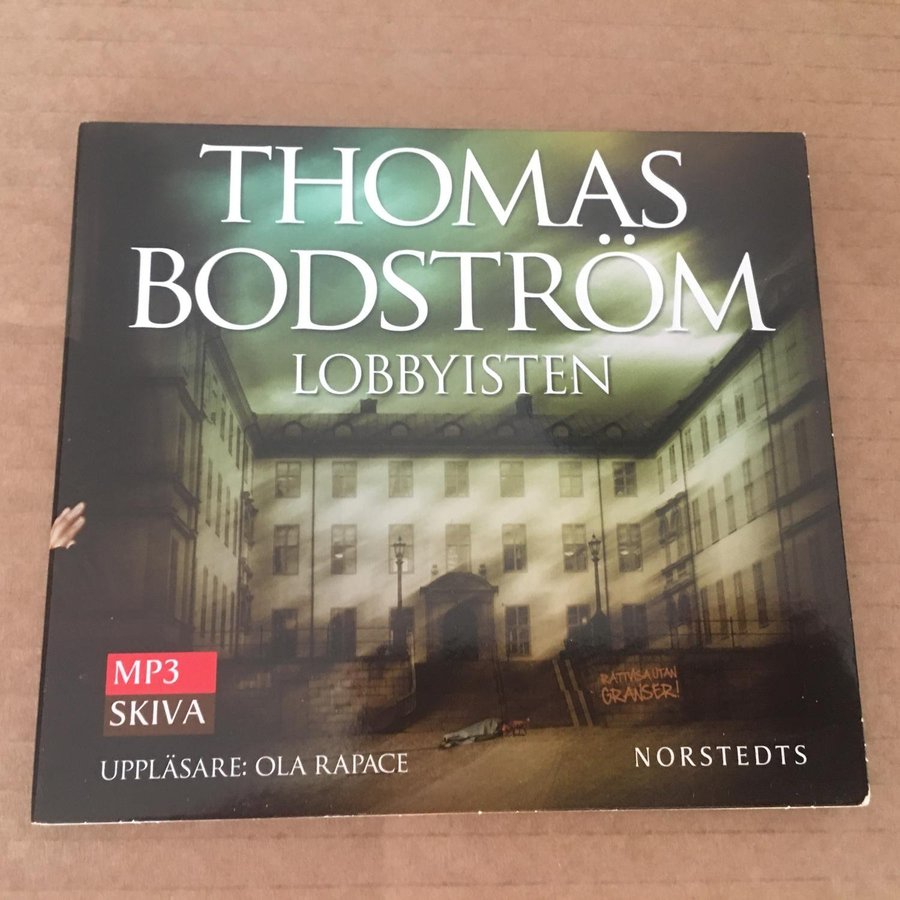 THOMAS
BODSTRÖM
LOBBYISTEN
MP3
SKIVA
RÄTTVISA UTAN
GRÄNSER!
UPPLÄSARE: OLA RAPACE
NORSTEDTS